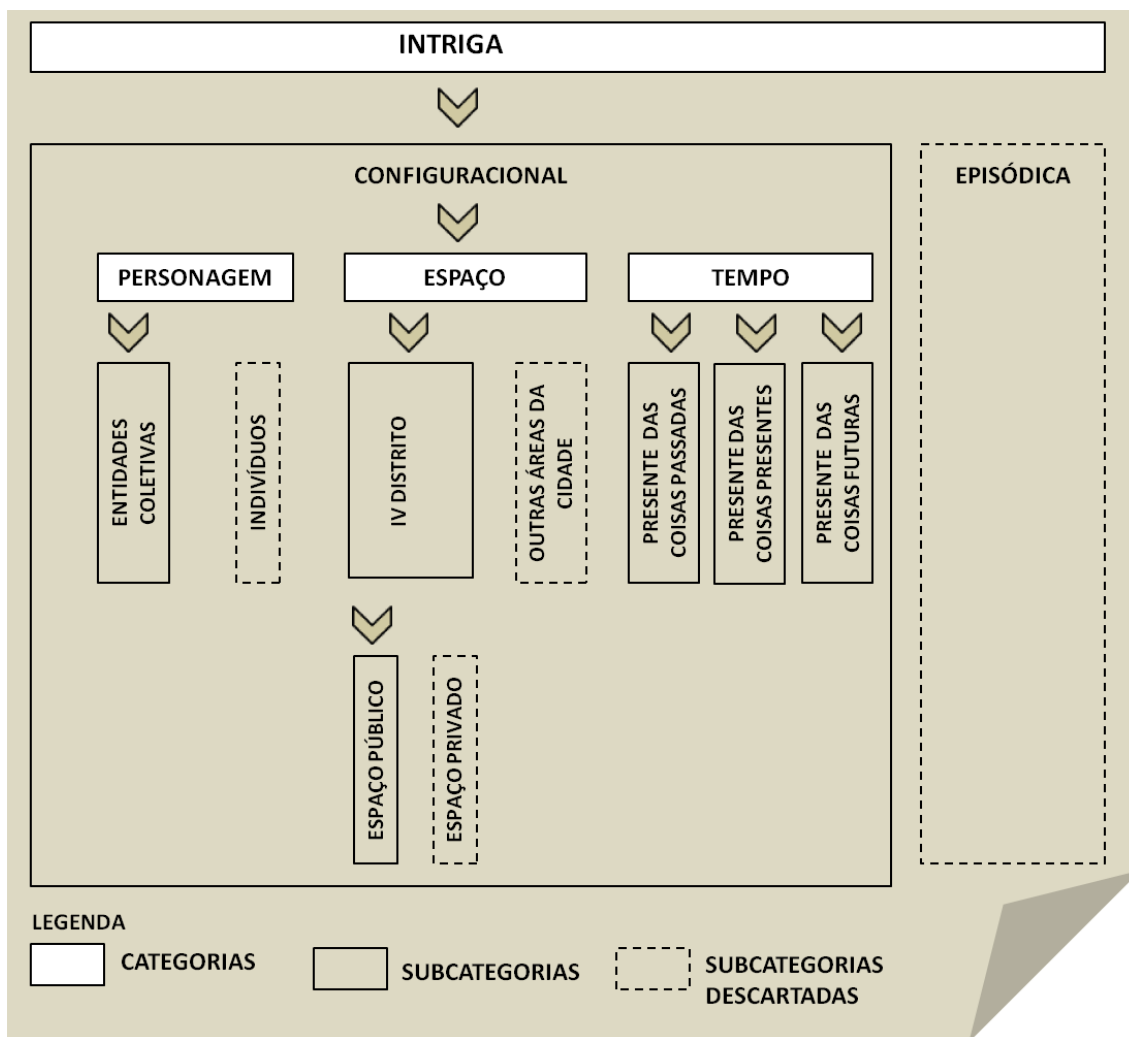 INTRIGA
CONFIGURACIONAL
EPISÓDICA
PERSONAGEM
ESPAÇO
TEMPO
ENTIDADES
COLETIVAS
INDIVÍDUOS
IV DISTRITO
OUTRAS ÁREAS DA
CIDADE
PRESENTE DAS
COISAS PASSADAS
PRESENTE DAS
COISAS PRESENTES
PRESENTE DAS
COISAS FUTURAS
ESPAÇO PÚBLICO
ESPAÇO PRIVADO
LEGENDA
CATEGORIAS
SUBCATEGORIAS
SUBCATEGORIAS
DESCARTADAS